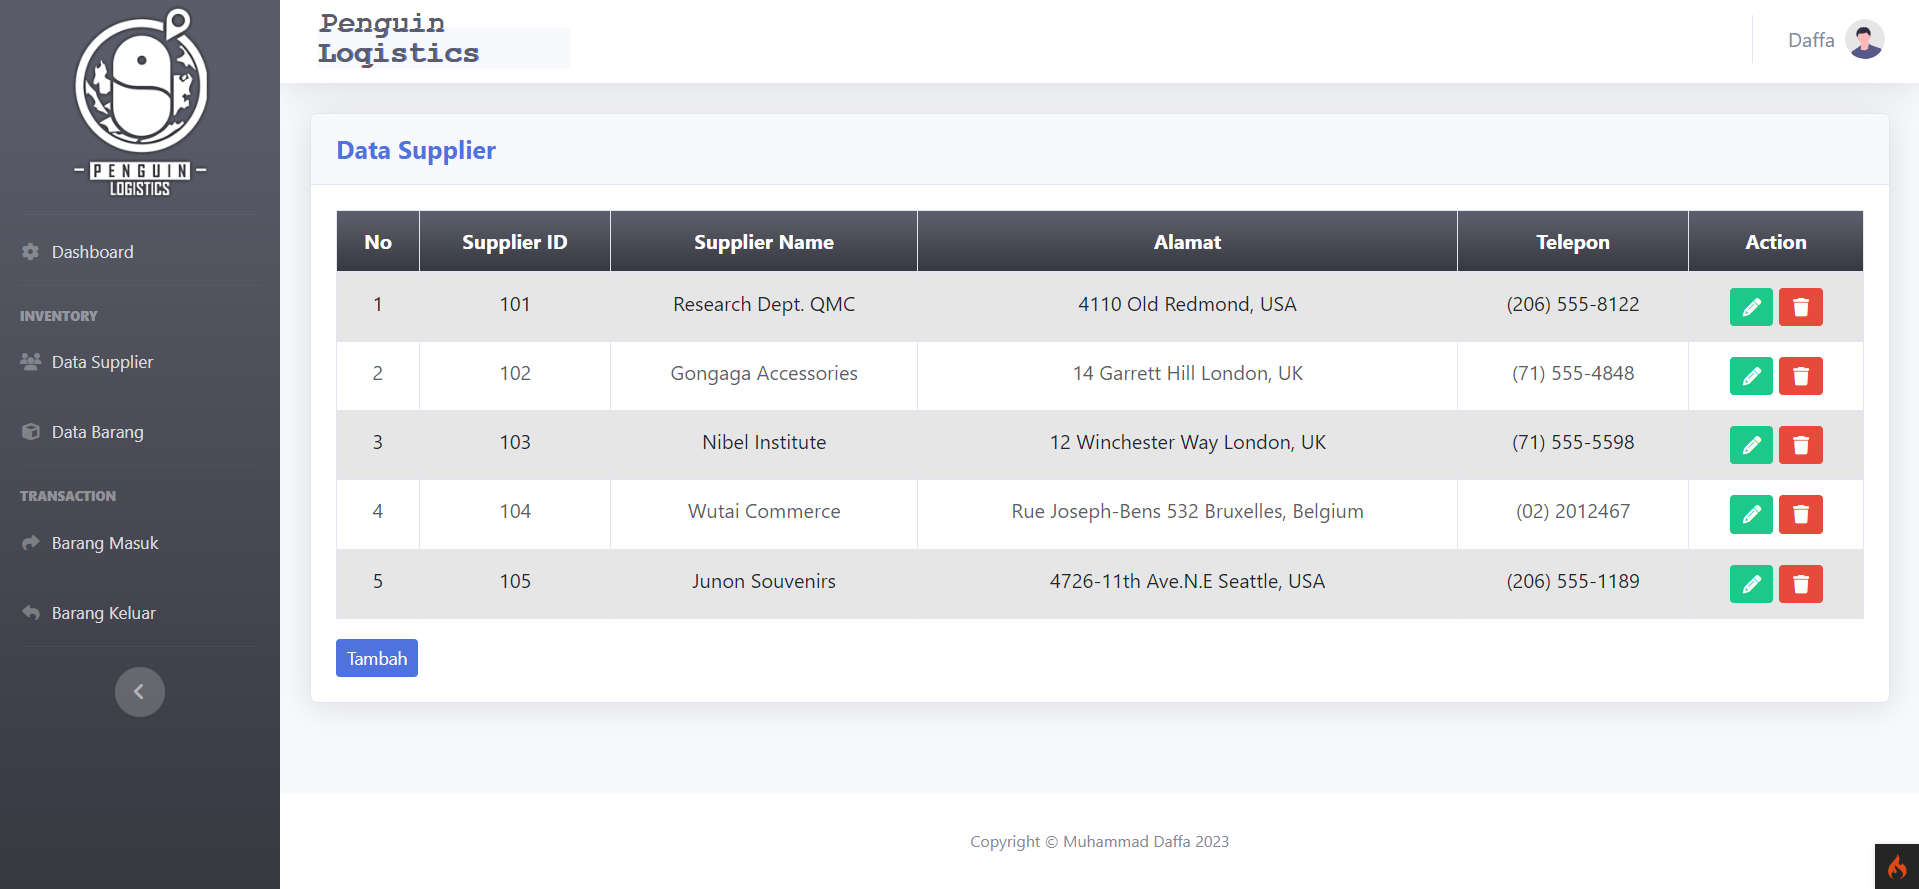 PENGUIN
LOGISTICS
Dashboard
INVENTORY
Data Supplier
Data Barang
TRANSACTION
Barang Masuk
Barang Keluar
Penguin
Logistics
Daffa
Data Supplier
No Supplier ID Supplier Name Alamat Telepon Action
1 101 Research Dept. QMC 4110 Old Redmond, USA (206) 555-8122
2 102 Gongaga Accessories 14 Garrett Hill London, UK (71) 555-4848
3 103 Nibel Institute 12 Winchester Way London, UK (71) 555-5598
4 104 Wutai Commerce Rue Joseph-Bens 532 Bruxelles, Belgium (02) 2012467
5 105 Junon Souvenirs 4726-11th Ave.N.E Seattle, USA (206) 555-1189
Tambah
Copyright © Muhammad Daffa 2023